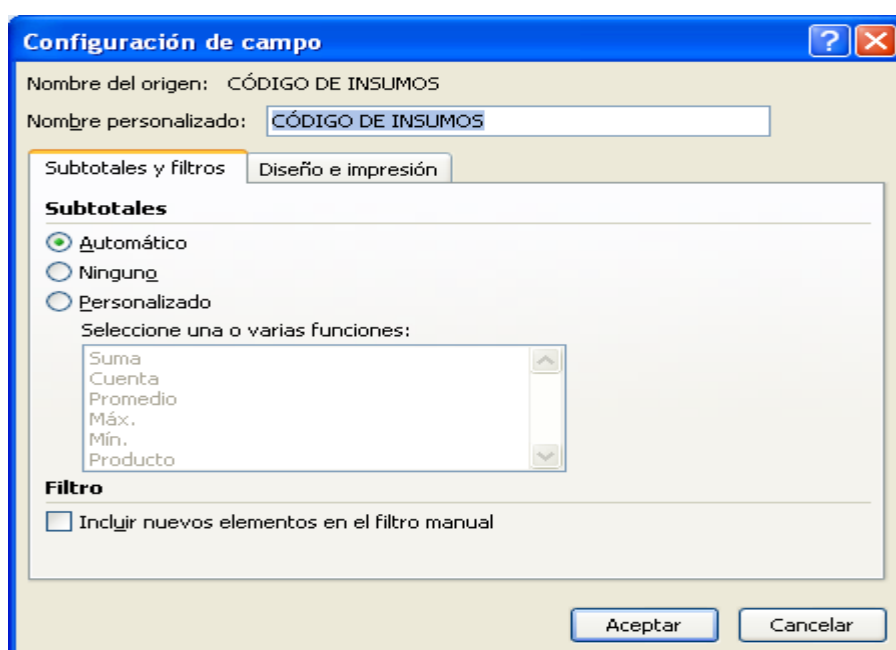 Configuración de campo
Nombre del origen: CÓDIGO DE INSUMOS
Nombre personalizado: CÓDIGO DE INSUMOS
Subtotales y filtros Diseño e impresión
Subtotales
Automático
Ninguno
Personalizado
Seleccione una o varias funciones:
Suma
Cuenta
Promedio
Máx.
Mín.
Producto
Filtro
Incluir nuevos elementos en el filtro manual
Aceptar Cancelar